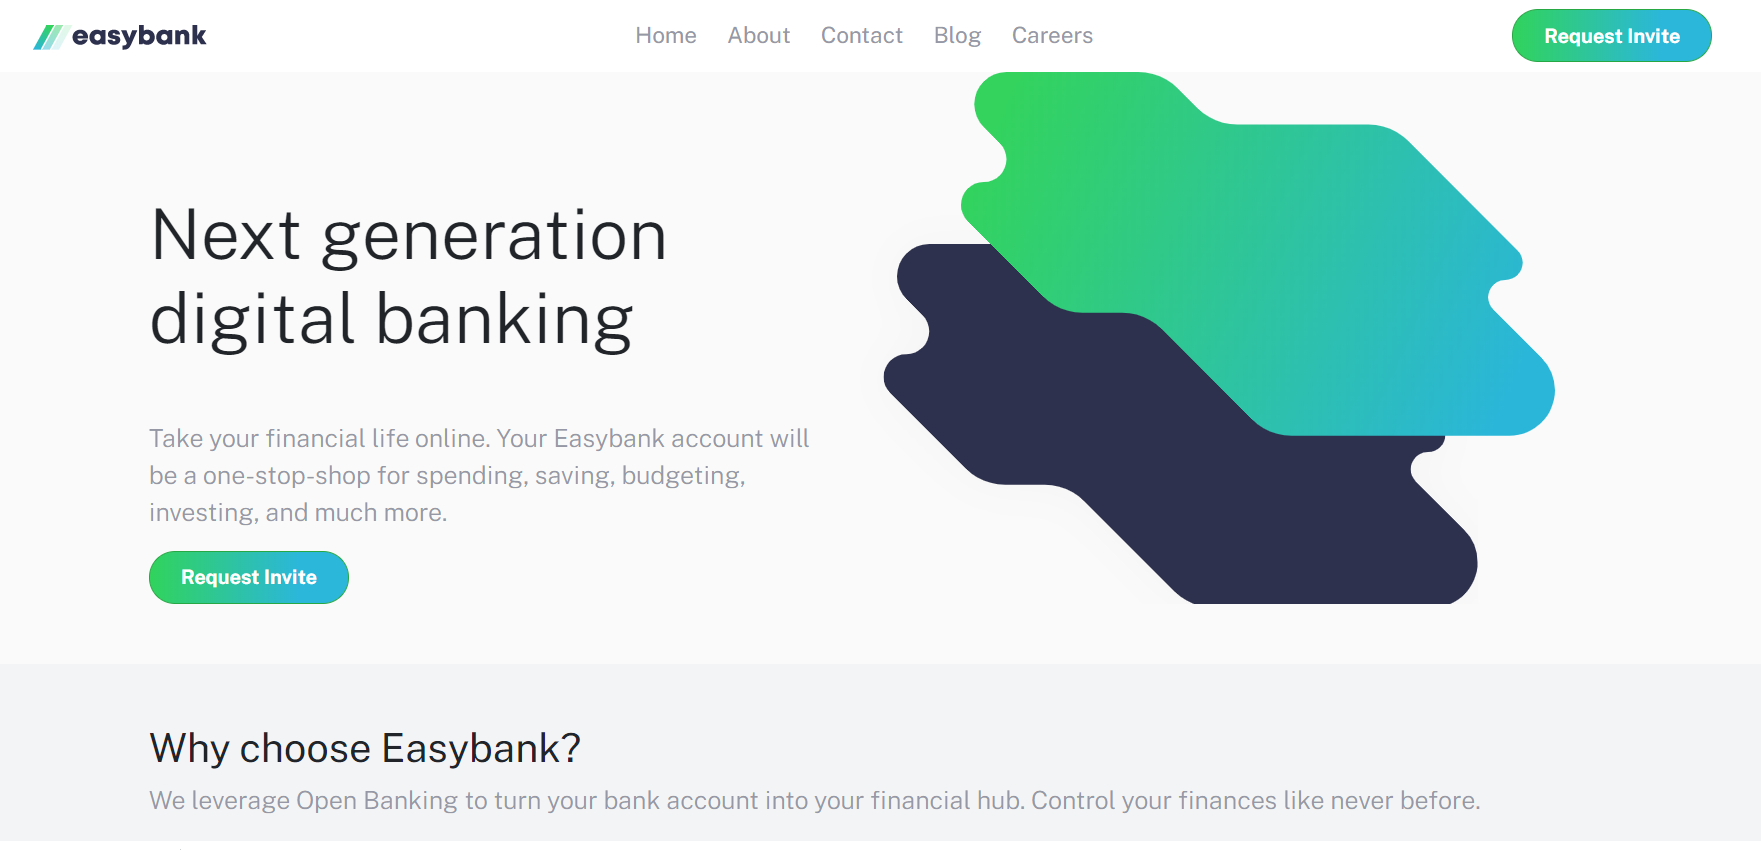 easybank
Home About Contact Blog Careers
Request Invite
Next generation
digital banking
Take your financial life online. Your Easybank account will
be a one-stop-shop for spending, saving, budgeting,
investing, and much more.
Request Invite
Why choose Easybank?
We leverage Open Banking to turn your bank account into your financial hub. Control your finances like never before.